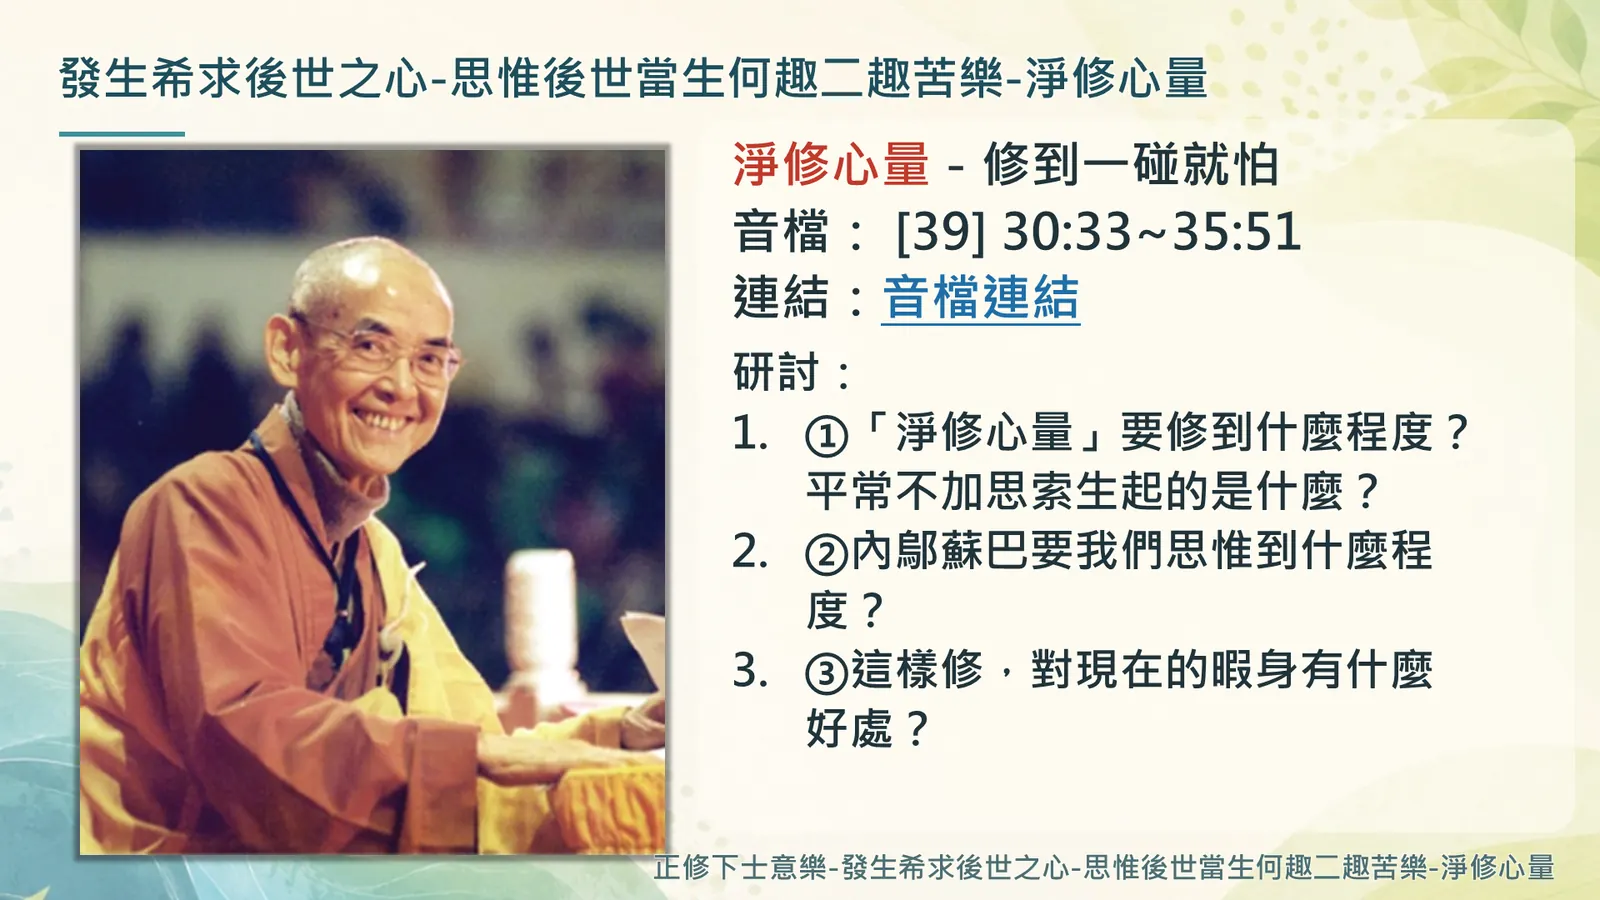 發生希求後世之心-思惟後世當生何趣二趣苦樂-淨修心量
淨修心量 - 修到一碰就怕
音檔： [39] 30:33~35:51
連結：音檔連結
研討：
1. ①「淨修心量」要修到什麼程度？
平常不加思索生起的是什麼？
2. ②內鄔蘇巴要我們思惟到什麼程
度？
3. ③這樣修，對現在的暇身有什麼
好處？
正修下士意樂-發生希求後世之心-思惟後世當生何趣二趣苦樂-淨修心量